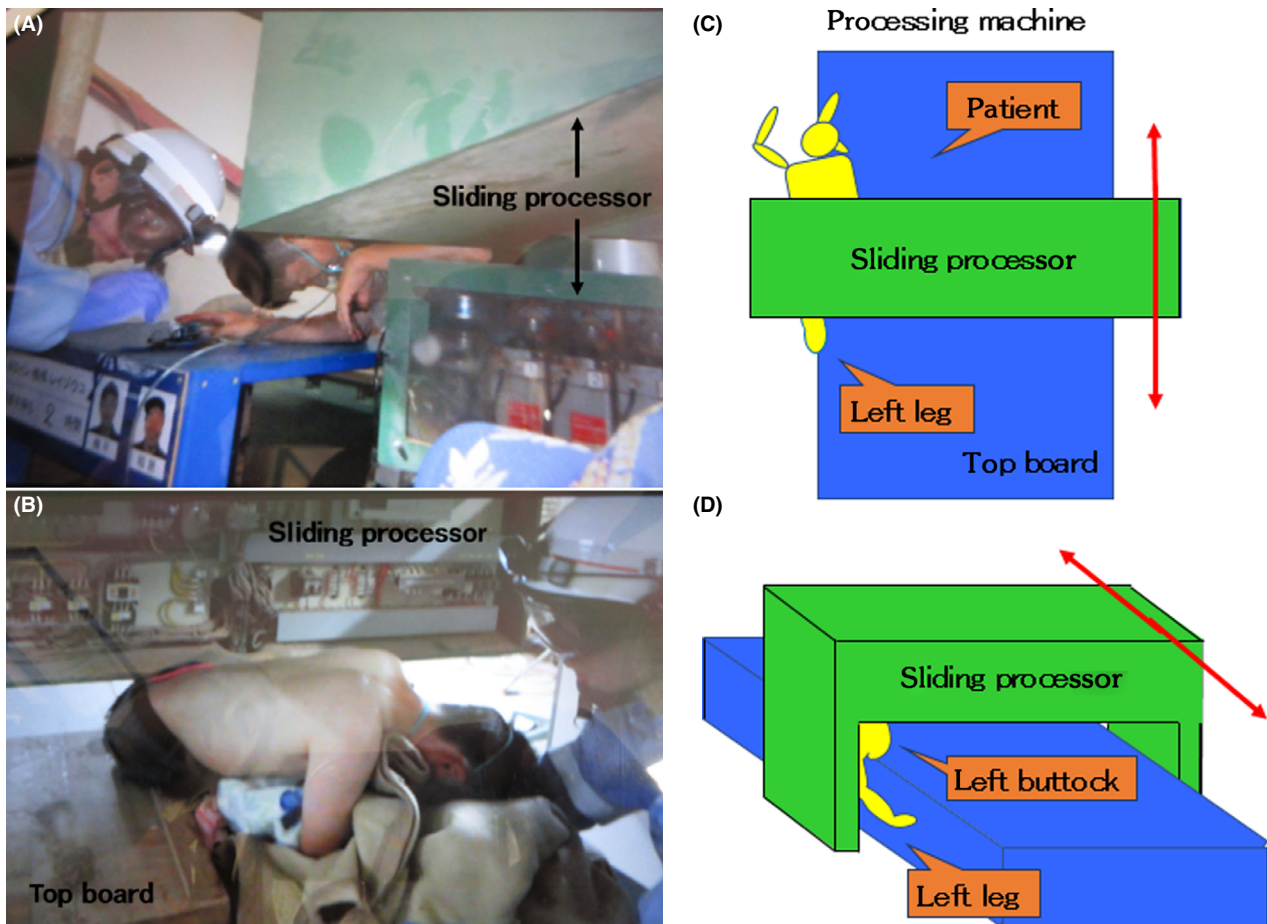 (A)
Sliding processor
(B)
Sliding processor
Top board
(C)
Processing machine
Patient
Sliding processor
Left leg
Top board
(D)
Sliding processor
Left buttock
Left leg